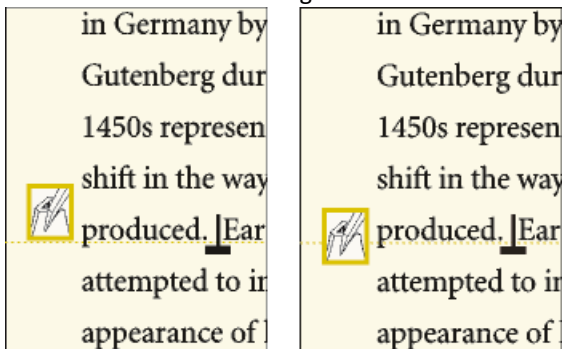 in Germany by
Gutenberg dur
1450s represen
shift in the way
produced. Ear
attempted to in
appearance of
in Germany by
Gutenberg dur
1450s represen
shift in the way
produced. Ear
attempted to in
appearance of